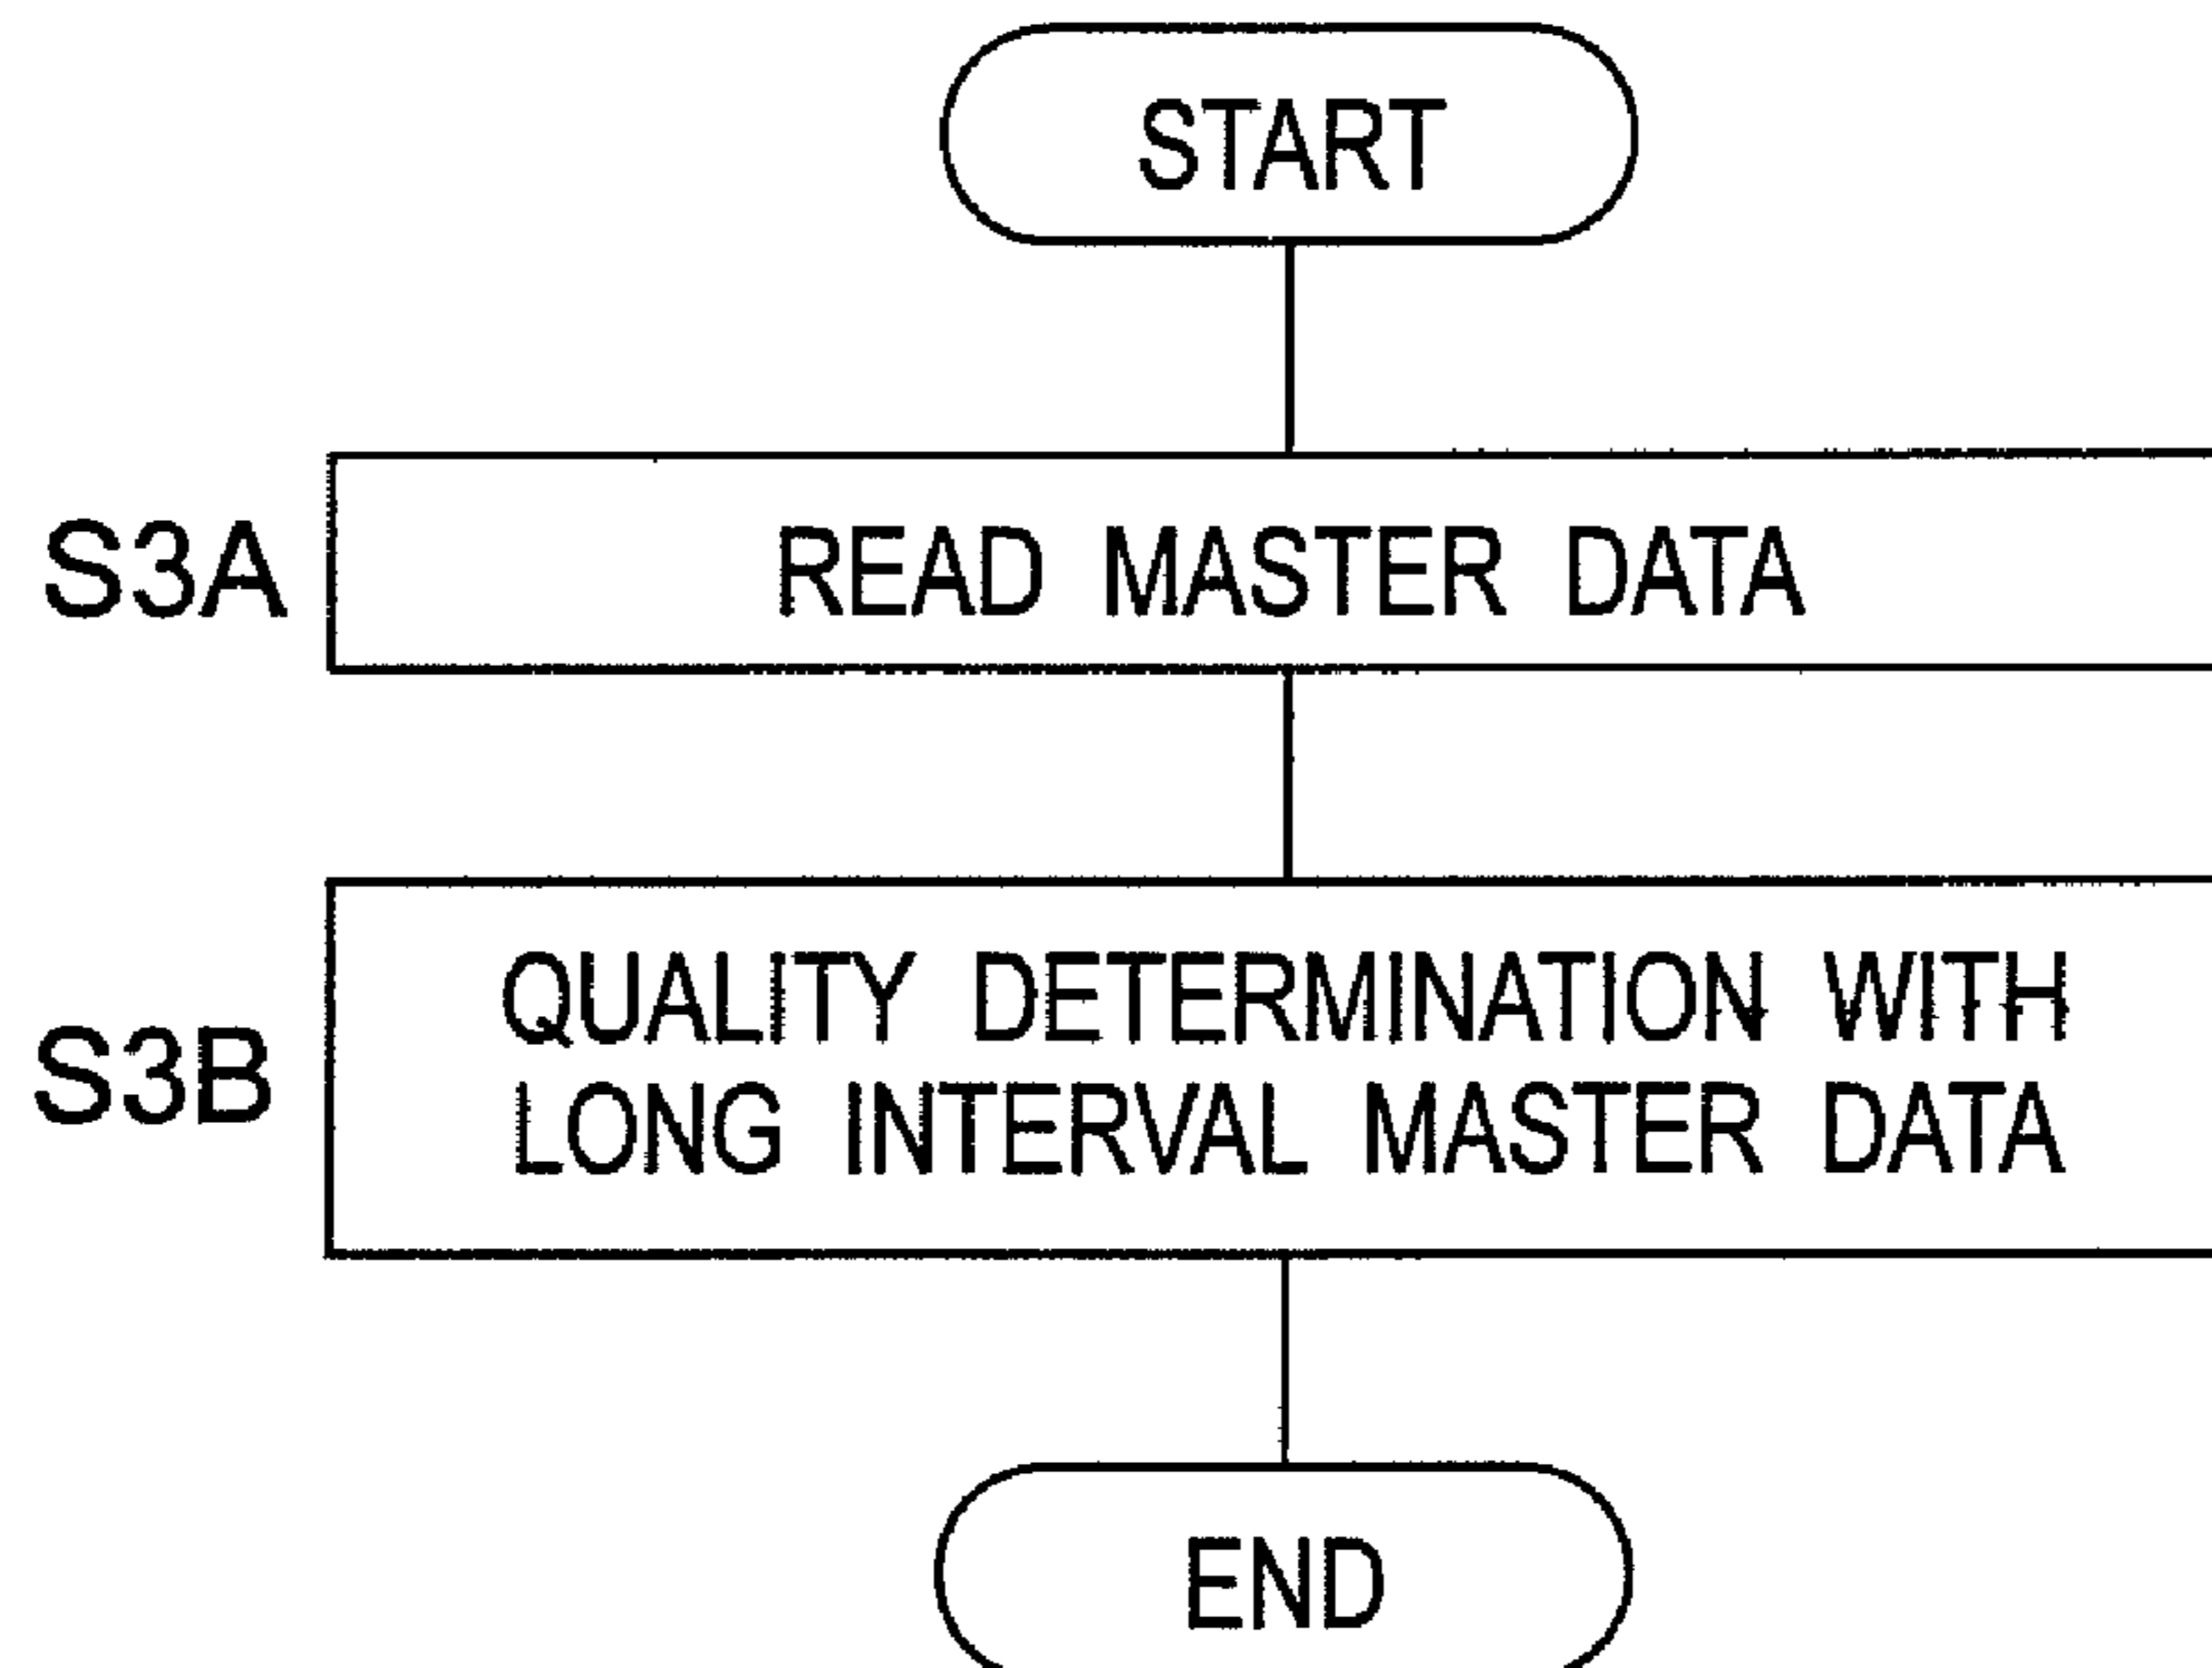 START
S3A
READ MASTER DATA
S3B
QUALITY DETERMINATION WITH
LONG INTERVAL MASTER DATA
END